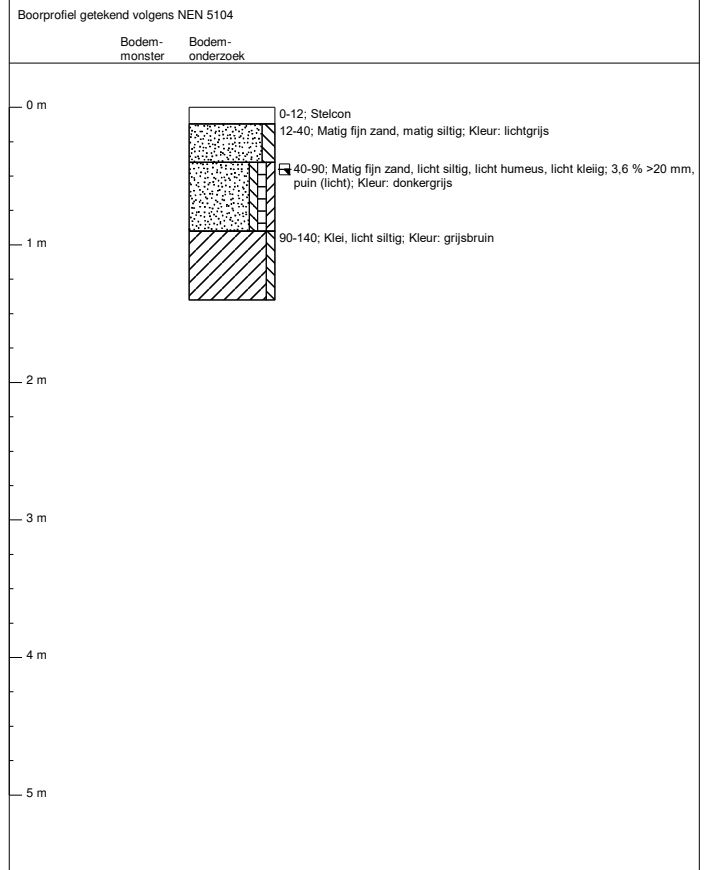 Boorprofiel getekend volgens NEN 5104
Bodem-
monster
Bodem-
onderzoek
0 m
0-12; Stelcon
12-40; Matig fijn zand, matig siltig; Kleur: lichtgrijs
40-90; Matig fijn zand, licht siltig, licht humeus, licht kleiig; 3,6 % >20 mm,
puin (licht); Kleur: donkergrijs
1 m
90-140; Klei, licht siltig; Kleur: grijsbruin
2 m
3 m
4 m
5 m